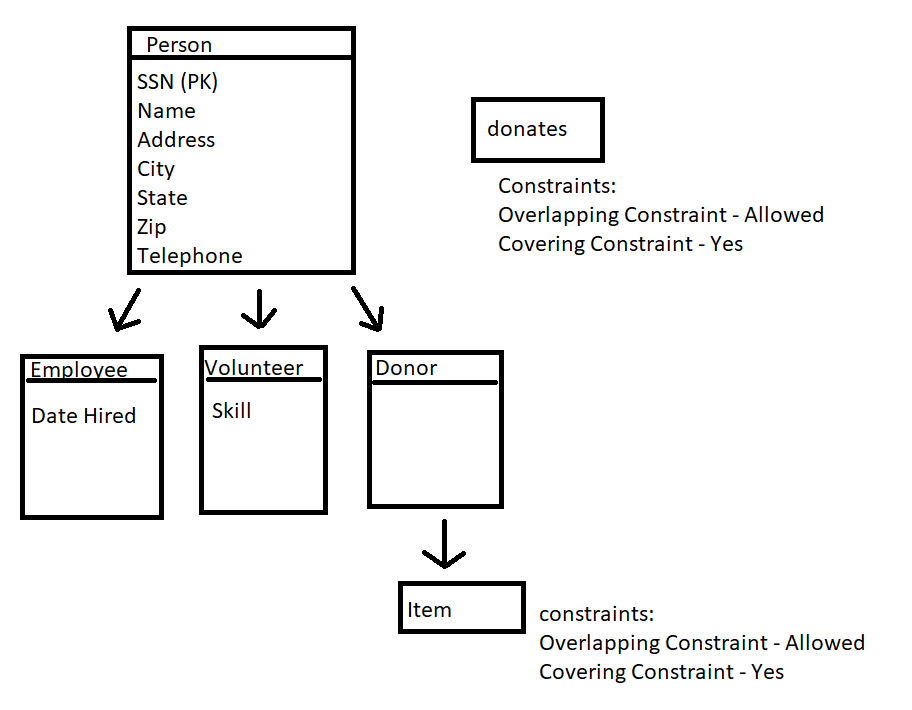 Person
SSN (PK)
Name
Address
City
State
Zip
Telephone
donates
Constraints:
Overlapping Constraint - Allowed
Covering Constraint - Yes
Employee
Date Hired
Volunteer
Skill
Donor
Item
constraints:
Overlapping Constraint - Allowed
Covering Constraint - Yes